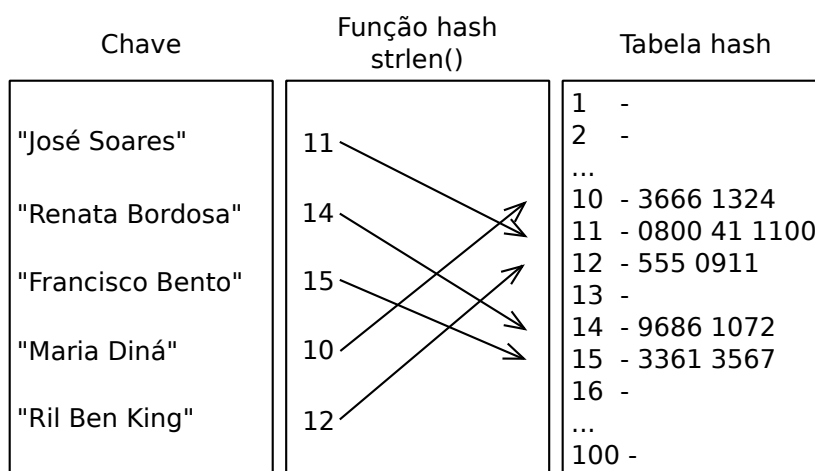 Chave
Função hash
strlen()
Tabela hash
"José Soares"
"Renata Bordosa"
"Francisco Bento"
"Maria Diná"
"Ril Ben King"
11
14
15
10
12
1 -
2 -
...
10 - 3666 1324
11 - 0800 41 1100
12 - 555 0911
13 -
14 - 9686 1072
15 - 3361 3567
16 -
...
100 -